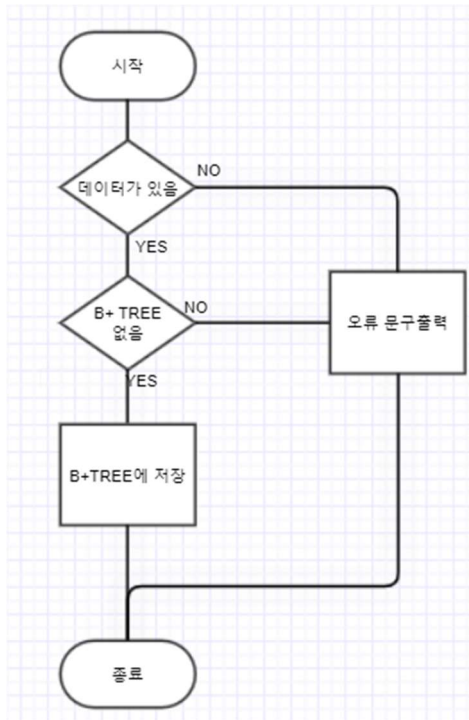 시작
NO
데이터가 있음
YES
NO
B+ TREE
없음
오류 문구출력
YES
B+TREE에 저장
종료